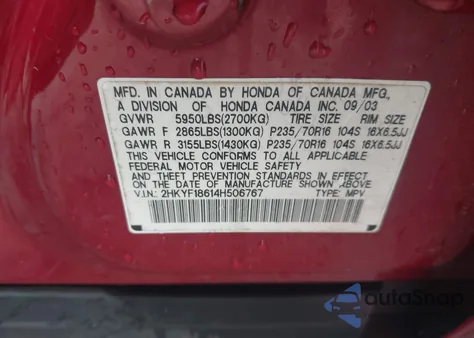 MFD. IN CANADA BY HONDA OF CANADA MFG.,
A DIVISION OF HONDA CANADA INC. 09/03
GVWR 5950LBS(2700KG) TIRE SIZE RIM SIZE
GAWR F 2865LBS(1300KG) P235/70R16 104S 16X6.5JJ
GAWR R 3155LBS(1430KG) P235/70R16 104S 16X6.5JJ
THIS VEHICLE CONFORMS TO ALL APPLICABLE
FEDERAL MOTOR VEHICLE SAFETY
AND THEFT PREVENTION STANDARDS IN EFFECT ON THE
DATE OF MANUFACTURE SHOWN ABOVE.
V.I.N.: 2HKYF18614H506767 TYPE: MPV
autoSnap